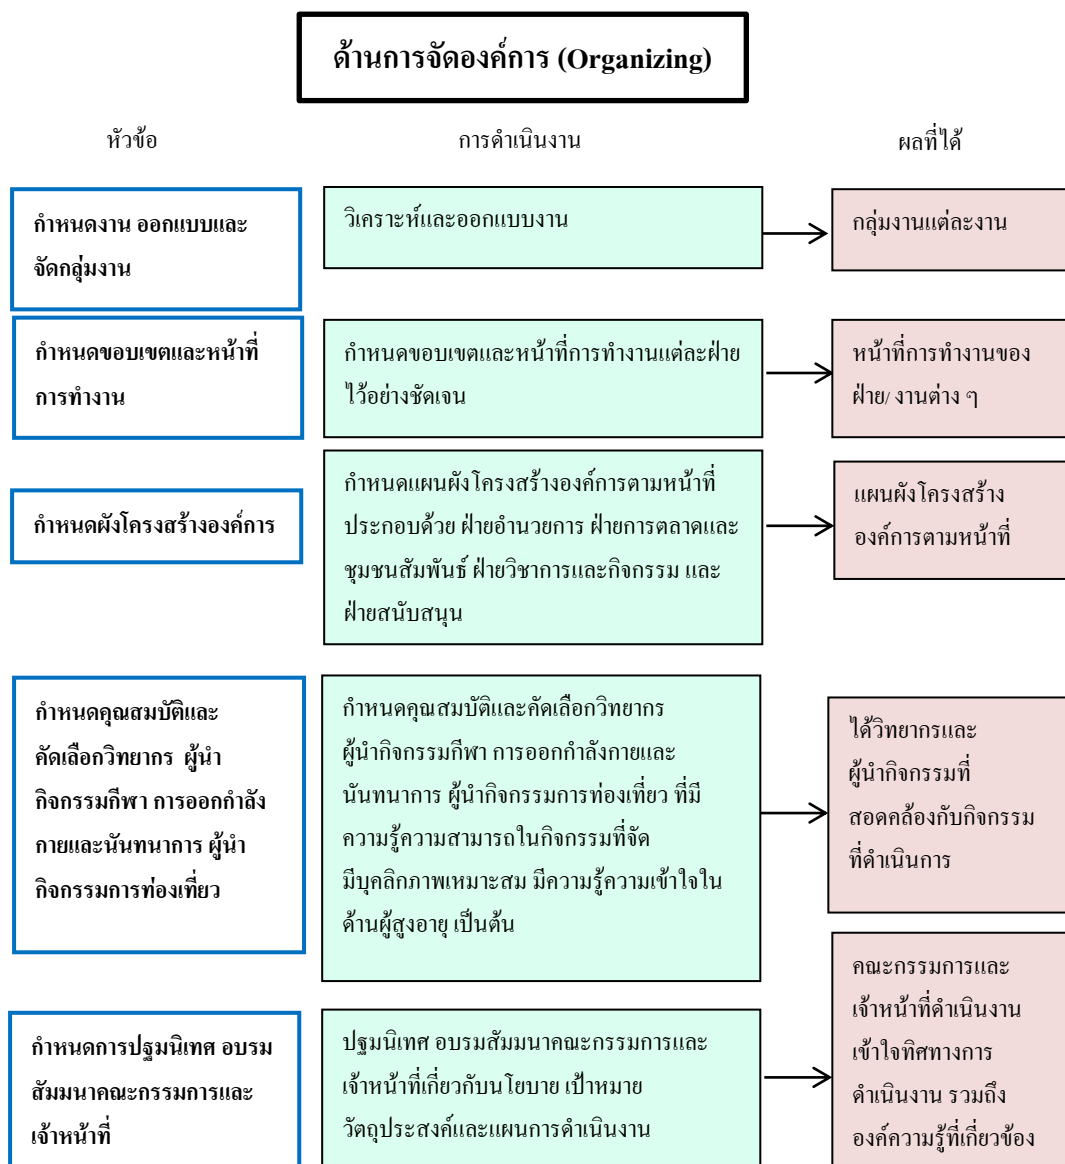 ด้านการจัดองค์การ (Organizing)
หัวข้อ
การดำเนินงาน
ผลที่ได้
กำหนดงาน ออกแบบและ
จัดกลุ่มงาน
วิเคราะห์และออกแบบงาน
กลุ่มงานแต่ละงาน
กำหนดขอบเขตและหน้าที่
การทำงาน
กำหนดขอบเขตและหน้าที่การทำงานแต่ละฝ่าย
ไว้อย่างชัดเจน
หน้าที่การทำงานของ
ฝ่าย/ งานต่าง ๆ
กำหนดผังโครงสร้างองค์การ
กำหนดแผนผังโครงสร้างองค์การตามหน้าที่
ประกอบด้วย ฝ่ายอำนวยการ ฝ่ายการตลาดและ
ชุมชนสัมพันธ์ ฝ่ายวิชาการและกิจกรรม และ
ฝ่ายสนับสนุน
แผนผังโครงสร้าง
องค์การตามหน้าที่
กำหนดคุณสมบัติและ
คัดเลือกวิทยากร ผู้นำ
กิจกรรมกีฬา การออกกำลัง
กายและนันทนาการ ผู้นำ
กิจกรรมการท่องเที่ยว
กำหนดคุณสมบัติและคัดเลือกวิทยากร
ผู้นำกิจกรรมกีฬา การออกกำลังกายและ
นันทนาการ ผู้นำกิจกรรมการท่องเที่ยว ที่มี
ความรู้ความสามารถในกิจกรรมที่จัด
มีบุคลิกภาพเหมาะสม มีความรู้ความเข้าใจใน
ด้านผู้สูงอายุ เป็นต้น
ได้วิทยากรและ
ผู้นำกิจกรรมที่
สอดคล้องกับกิจกรรม
ที่ดำเนินการ
กำหนดการปฐมนิเทศ อบรม
สัมมนาคณะกรรมการและ
เจ้าหน้าที่
ปฐมนิเทศ อบรมสัมมนาคณะกรรมการและ
เจ้าหน้าที่เกี่ยวกับนโยบาย เป้าหมาย
วัตถุประสงค์และแผนการดำเนินงาน
คณะกรรมการและ
เจ้าหน้าที่ดำเนินงาน
เข้าใจทิศทางการ
ดำเนินงาน รวมถึง
องค์ความรู้ที่เกี่ยวข้อง